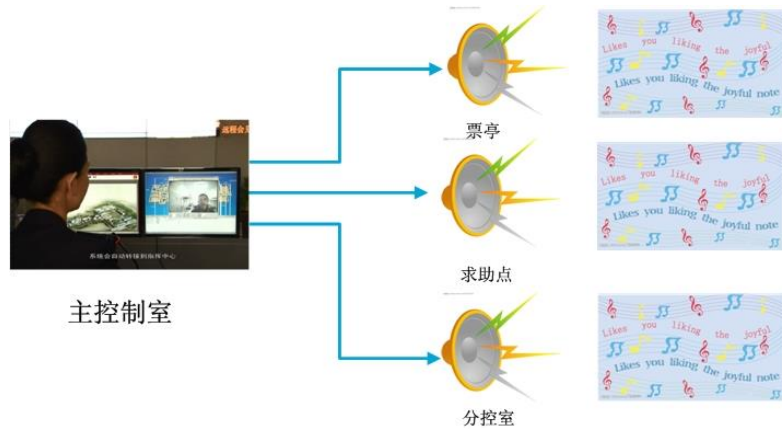 票亭
Likes you liking the joyful
Likes you liking the joyful note
远程会见
系统会自动转接到指挥中心
主控制室
求助点
Likes you liking the joyful
Likes you liking the joyful note
分控室
Likes you liking the joyful
Likes you liking the joyful note